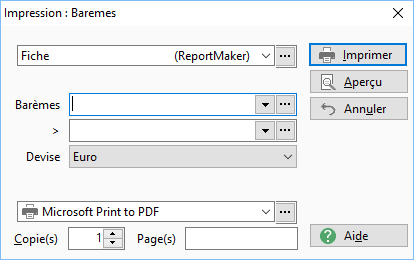 Impression : Baremes
Fiche (ReportMaker) ...
Imprimer
Aperçu
Barèmes ...
Annuler
> ...
Devise Euro
Microsoft Print to PDF ...
Copie(s) 1 Page(s)
Aide